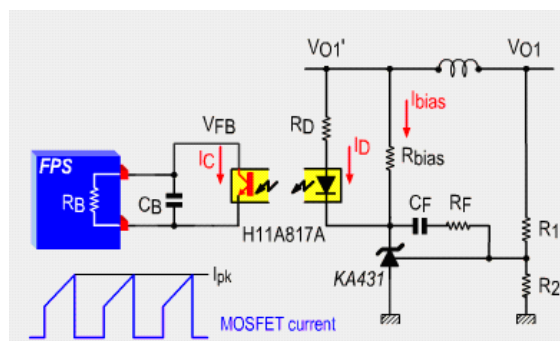 VO1'
VO1
Ibias
VFB
RD
ID
IC
Rbias
FPS
CF
RF
RB
CB
H11A817A
R1
KA431
R2
Ipk
MOSFET current